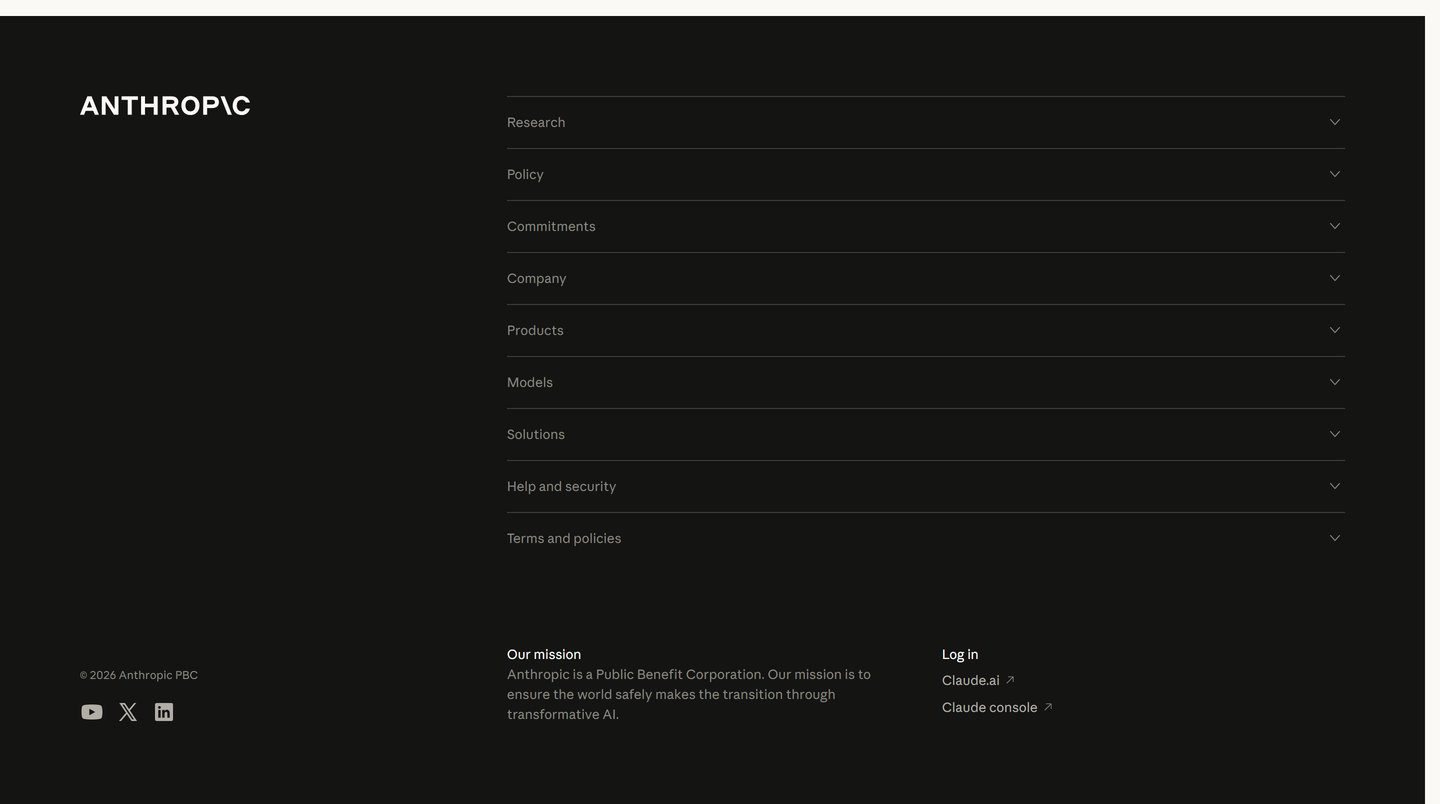 ANTHROP\C
Research
Policy
Commitments
Company
Products
Models
Solutions
Help and security
Terms and policies
© 2026 Anthropic PBC
Our mission
Anthropic is a Public Benefit Corporation. Our mission is to
ensure the world safely makes the transition through
transformative AI.
Log in
Claude.ai
Claude console